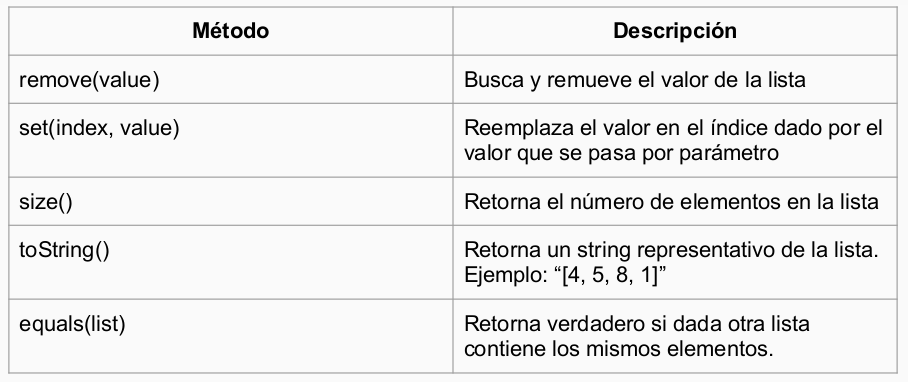 Método
Descripción
remove(value)
Busca y remueve el valor de la lista
set(index, value)
Reemplaza el valor en el índice dado por el
valor que se pasa por parámetro
size()
Retorna el número de elementos en la lista
toString()
Retorna un string representativo de la lista.
Ejemplo: “[4, 5, 8, 1]”
equals(list)
Retorna verdadero si dada otra lista
contiene los mismos elementos.